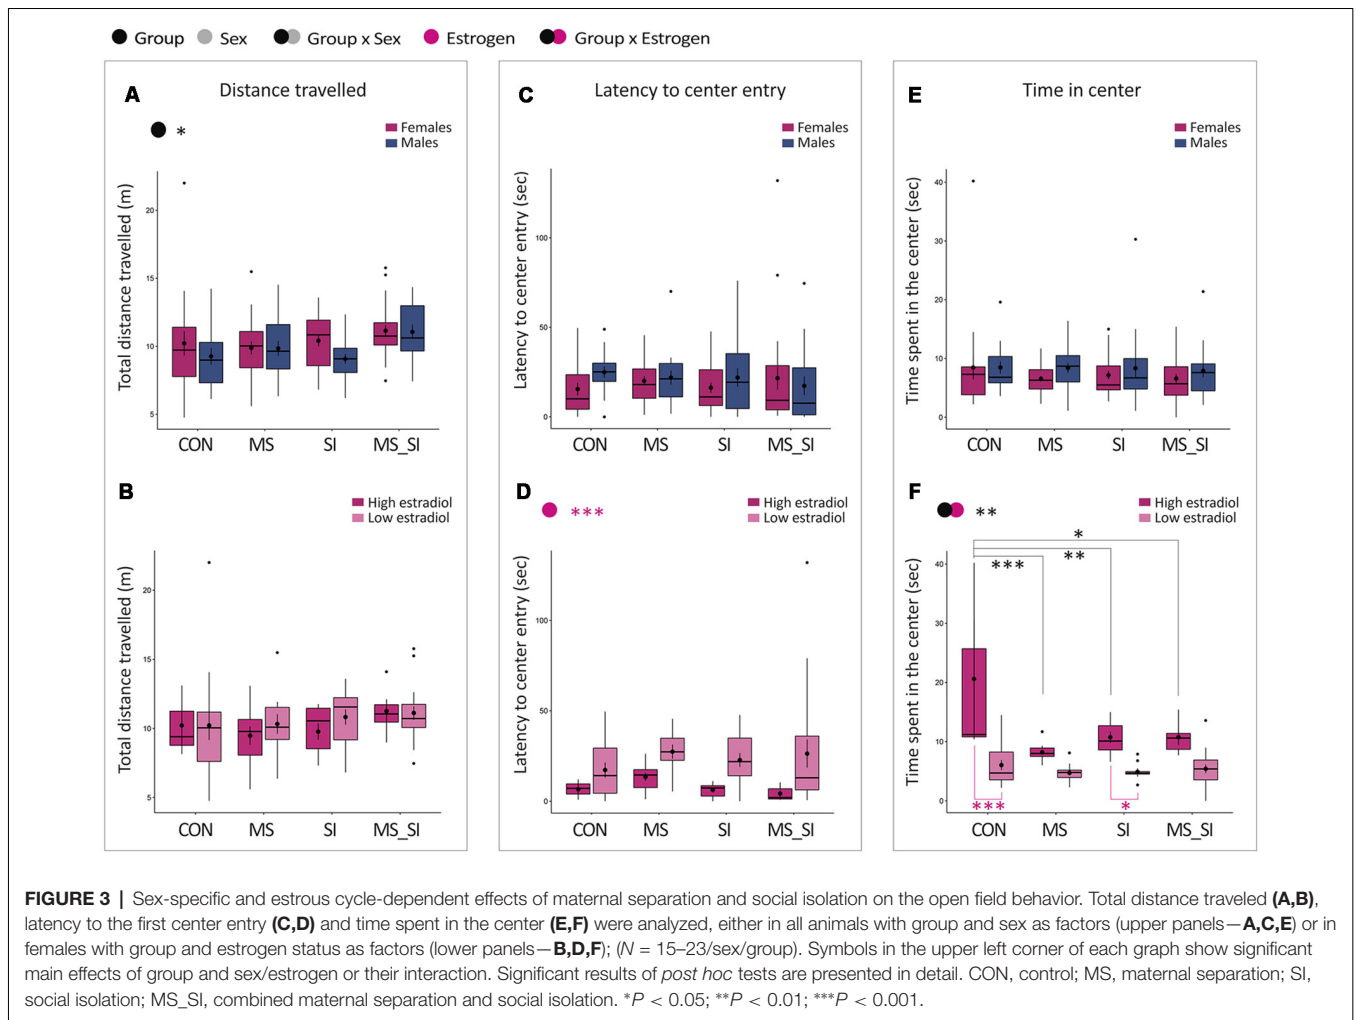 Group Sex Group x Sex Estrogen Group x Estrogen
A Distance travelled
*
Females
Males
Total distance travelled (m)
20
15
10
5
CON MS SI MS_SI
C Latency to center entry
Females
Males
Latency to center entry (sec)
100
50
0
CON MS SI MS_SI
E Time in center
Females
Males
Time spent in the center (sec)
40
30
20
10
0
CON MS SI MS_SI
B
High estradiol
Low estradiol
Total distance travelled (m)
20
15
10
5
CON MS SI MS_SI
D
***
High estradiol
Low estradiol
Latency to center entry (sec)
100
50
0
CON MS SI MS_SI
F
**
High estradiol
Low estradiol
Time spent in the center (sec)
40
30
20
10
0
*
**
***
*** *
CON MS SI MS_SI
FIGURE 3 | Sex-specific and estrous cycle-dependent effects of maternal separation and social isolation on the open field behavior. Total distance traveled (A,B),
latency to the first center entry (C,D) and time spent in the center (E,F) were analyzed, either in all animals with group and sex as factors (upper panels—A,C,E) or in
females with group and estrogen status as factors (lower panels—B,D,F); (N = 15–23/sex/group). Symbols in the upper left corner of each graph show significant
main effects of group and sex/estrogen or their interaction. Significant results of post hoc tests are presented in detail. CON, control; MS, maternal separation; SI,
social isolation; MS_SI, combined maternal separation and social isolation. *P < 0.05; **P < 0.01; ***P < 0.001.